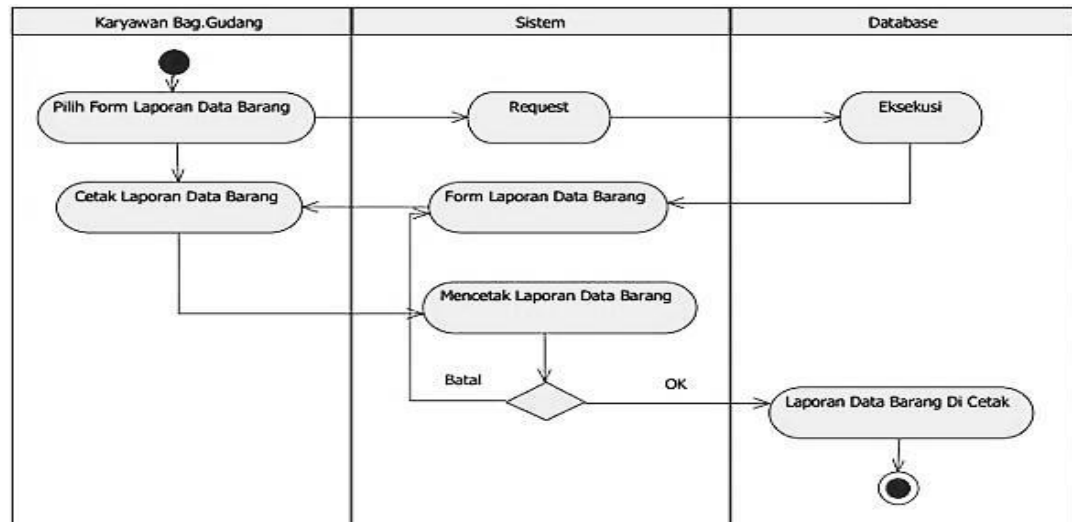 Karyawan Bag.Gudang
Sistem
Database
Pilih Form Laporan Data Barang
Request
Eksekusi
Cetak Laporan Data Barang
Form Laporan Data Barang
Mencetak Laporan Data Barang
Batal
OK
Laporan Data Barang Di Cetak